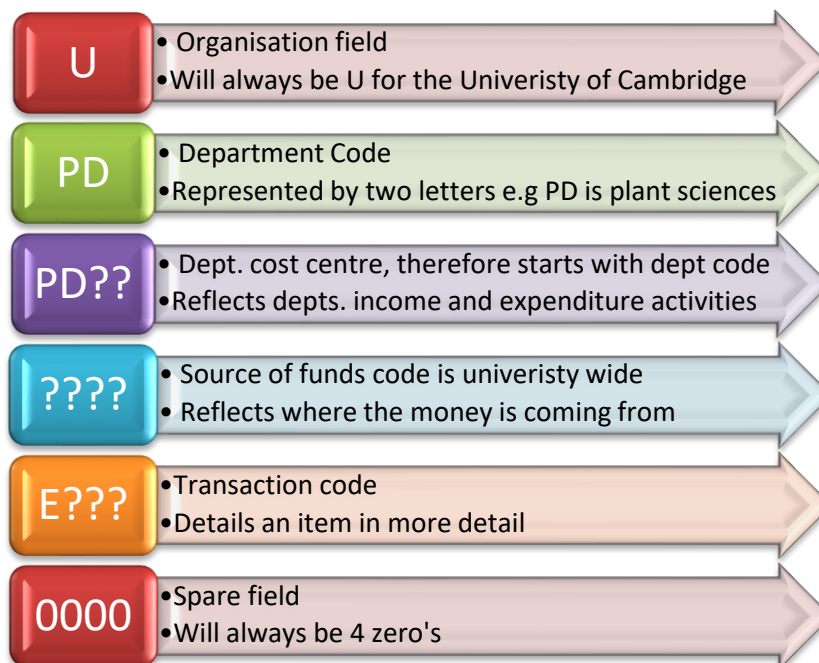 U
• Organisation field
•Will always be U for the Univeristy of Cambridge
PD
• Department Code
•Represented by two letters e.g PD is plant sciences
PD??
• Dept. cost centre, therefore starts with dept code
•Reflects depts. income and expenditure activities
????
• Source of funds code is univeristy wide
• Reflects where the money is coming from
E???
•Transaction code
•Details an item in more detail
0000
•Spare field
•Will always be 4 zero's